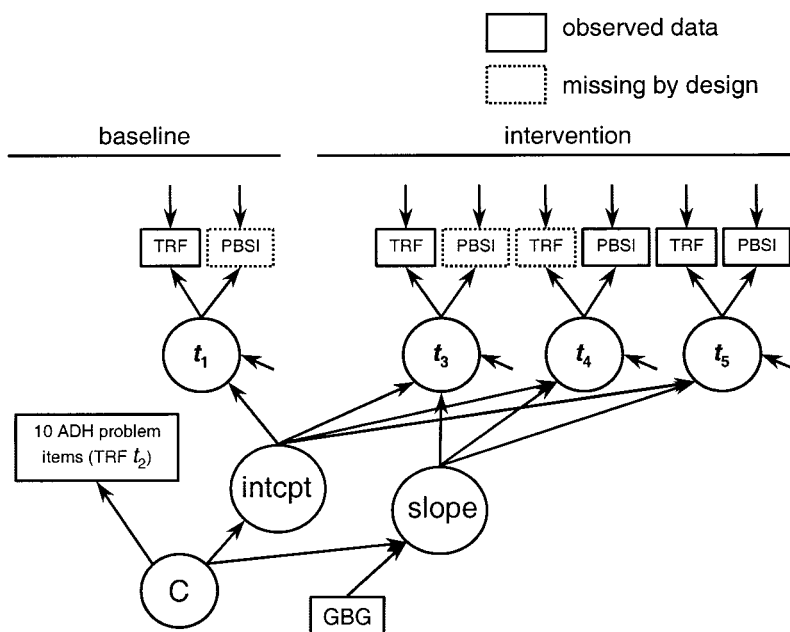 observed data
missing by design
baseline intervention
TRF PBSI TRF PBSI TRF PBSI TRF PBSI
t1 t3 t4 t5
10 ADH problem
items (TRF t2)
intcpt
slope
C
GBG